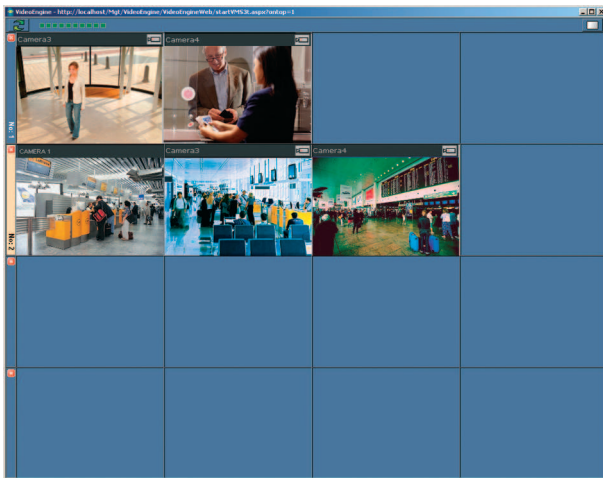 VideoEngine - http://localhost/Mgt/VideoEngine/VideoEngineWeb/startVMS3t.aspx?ontop=1
Camera3
Camera4
No:1
CAMERA 1
Camera3
Camera4
No:2